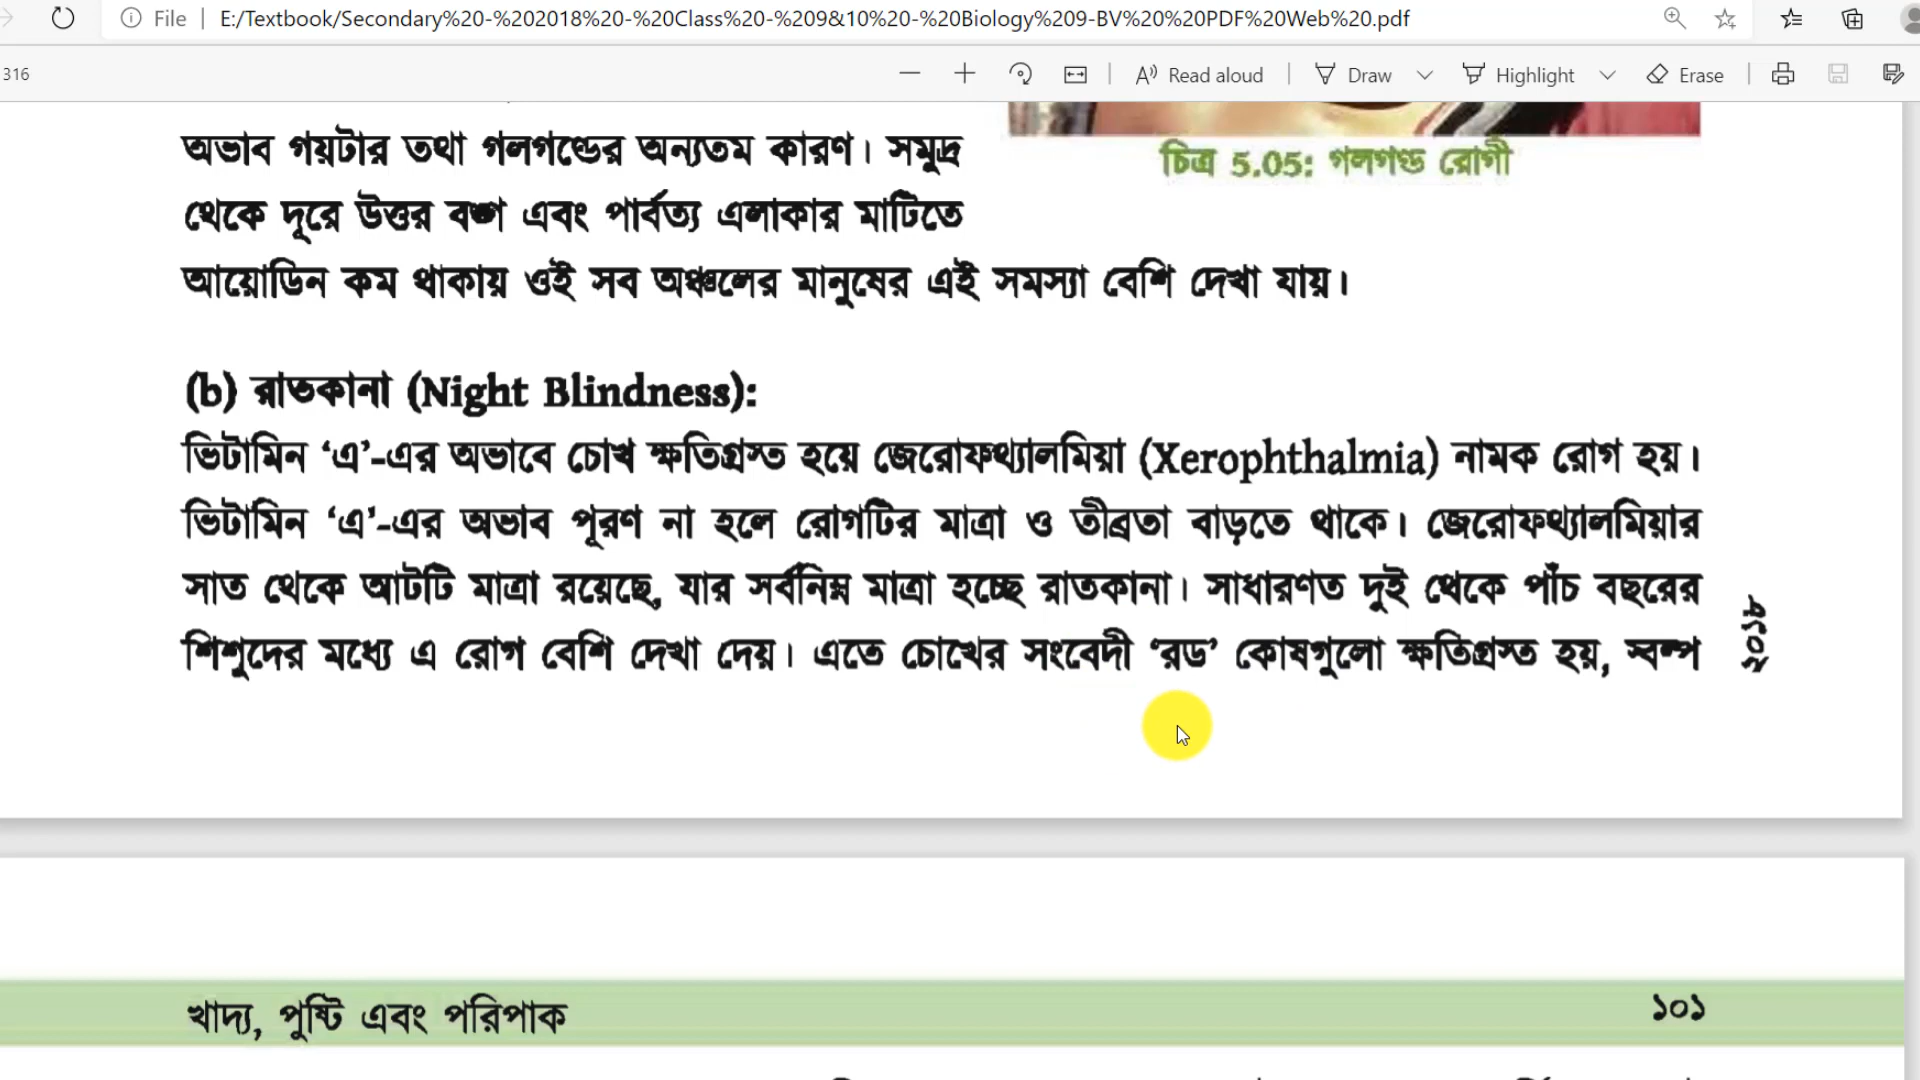 File | E:/Textbook/Secondary%20-%202018%20-%20Class%20-%209&10%20-%20Biology%209-BV%20%20PDF%20Web%20.pdf
316
Read aloud
Draw
Highlight
Erase
অভাব গয়টার তথা গলগণ্ডের অন্যতম কারণ। সমুদ্র
চিত্র 5.05: গলগণ্ড রোগী
থেকে দূরে উত্তর বঙ্গ এবং পার্বত্য এলাকার মাটিতে
আয়োডিন কম থাকায় ওই সব অঞ্চলের মানুষের এই সমস্যা বেশি দেখা যায়।
(b) রাতকানা (Night Blindness):
ভিটামিন ‘এ’-এর অভাবে চোখ ক্ষতিগ্রস্ত হয়ে জেরোফথ্যালমিয়া (Xerophthalmia) নামক রোগ হয়।
ভিটামিন ‘এ’-এর অভাব পূরণ না হলে রোগটির মাত্রা ও তীব্রতা বাড়তে থাকে। জেরোফথ্যালমিয়ার
সাত থেকে আটটি মাত্রা রয়েছে, যার সর্বনিম্ন মাত্রা হচ্ছে রাতকানা। সাধারণত দুই থেকে পাঁচ বছরের
শিশুদের মধ্যে এ রোগ বেশি দেখা দেয়। এতে চোখের সংবেদী ‘রড’ কোষগুলো ক্ষতিগ্রস্ত হয়, স্বল্প
২০১৮
খাদ্য, পুষ্টি এবং পরিপাক
১০১